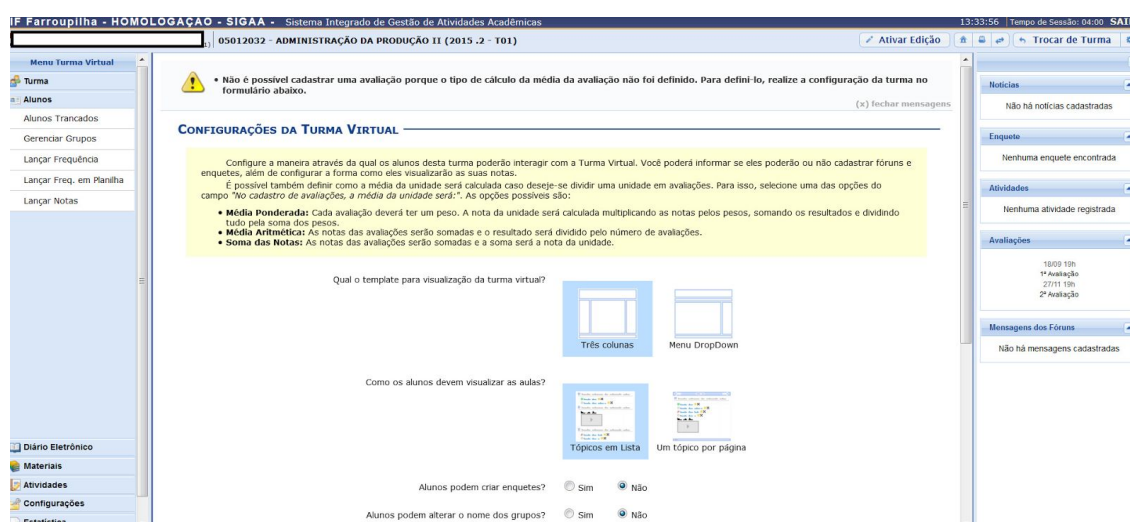 IF Farroupilha - HOMOLOGAÇÃO - SIGAA - Sistema Integrado de Gestão de Atividades Acadêmicas
13:33:56 Tempo de Sessão: 04:00 SAI
05012032 - ADMINISTRAÇÃO DA PRODUÇÃO II (2015 .2 - T01)
Ativar Edição
Trocar de Turma
Menu Turma Virtual
Turma
Alunos
Alunos Trancados
Gerenciar Grupos
Lançar Frequência
Lançar Freq. em Planilha
Lançar Notas
Diário Eletrônico
Materiais
Atividades
Configurações
Estatística
• Não é possível cadastrar uma avaliação porque o tipo de cálculo da média da avaliação não foi definido. Para definí-lo, realize a configuração da turma no
formulário abaixo.
(x) fechar mensagens
CONFIGURAÇÕES DA TURMA VIRTUAL
Configure a maneira através da qual os alunos desta turma poderão interagir com a Turma Virtual. Você poderá informar se eles poderão ou não cadastrar fóruns e
enquetes, além de configurar a forma como eles visualizarão as suas notas.
É possível também definir como a média da unidade será calculada caso deseje-se dividir uma unidade em avaliações. Para isso, selecione uma das opções do
campo "No cadastro de avaliações, a média da unidade será:". As opções possíveis são:
• Média Ponderada: Cada avaliação deverá ter um peso. A nota da unidade será calculada multiplicando as notas pelos pesos, somando os resultados e dividindo
tudo pela soma dos pesos.
• Média Aritmética: As notas das avaliações serão somadas e o resultado será dividido pelo número de avaliações.
• Soma das Notas: As notas das avaliações serão somadas e a soma será a nota da unidade.
Qual o template para visualização da turma virtual?
Três colunas
Menu DropDown
Como os alunos devem visualizar as aulas?
Tópicos em Lista
Um tópico por página
Alunos podem criar enquetes? Sim Não
Alunos podem alterar o nome dos grupos? Sim Não
Notícias
Não há notícias cadastradas
Enquete
Nenhuma enquete encontrada
Atividades
Nenhuma atividade registrada
Avaliações
18/09 19h
1ª Avaliação
27/11 19h
2ª Avaliação
Mensagens dos Fóruns
Não há mensagens cadastradas